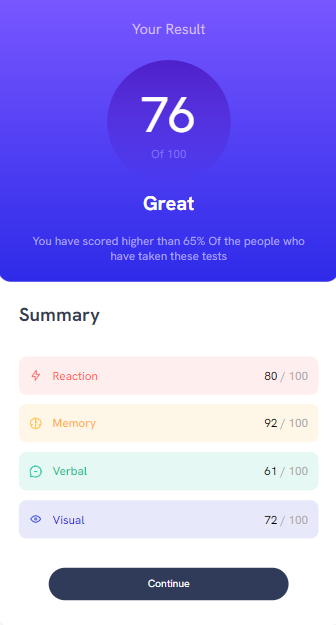 Your Result
76
Of 100
Great
You have scored higher than 65% Of the people who
have taken these tests
Summary
Reaction 80 / 100
Memory 92 / 100
Verbal 61 / 100
Visual 72 / 100
Continue